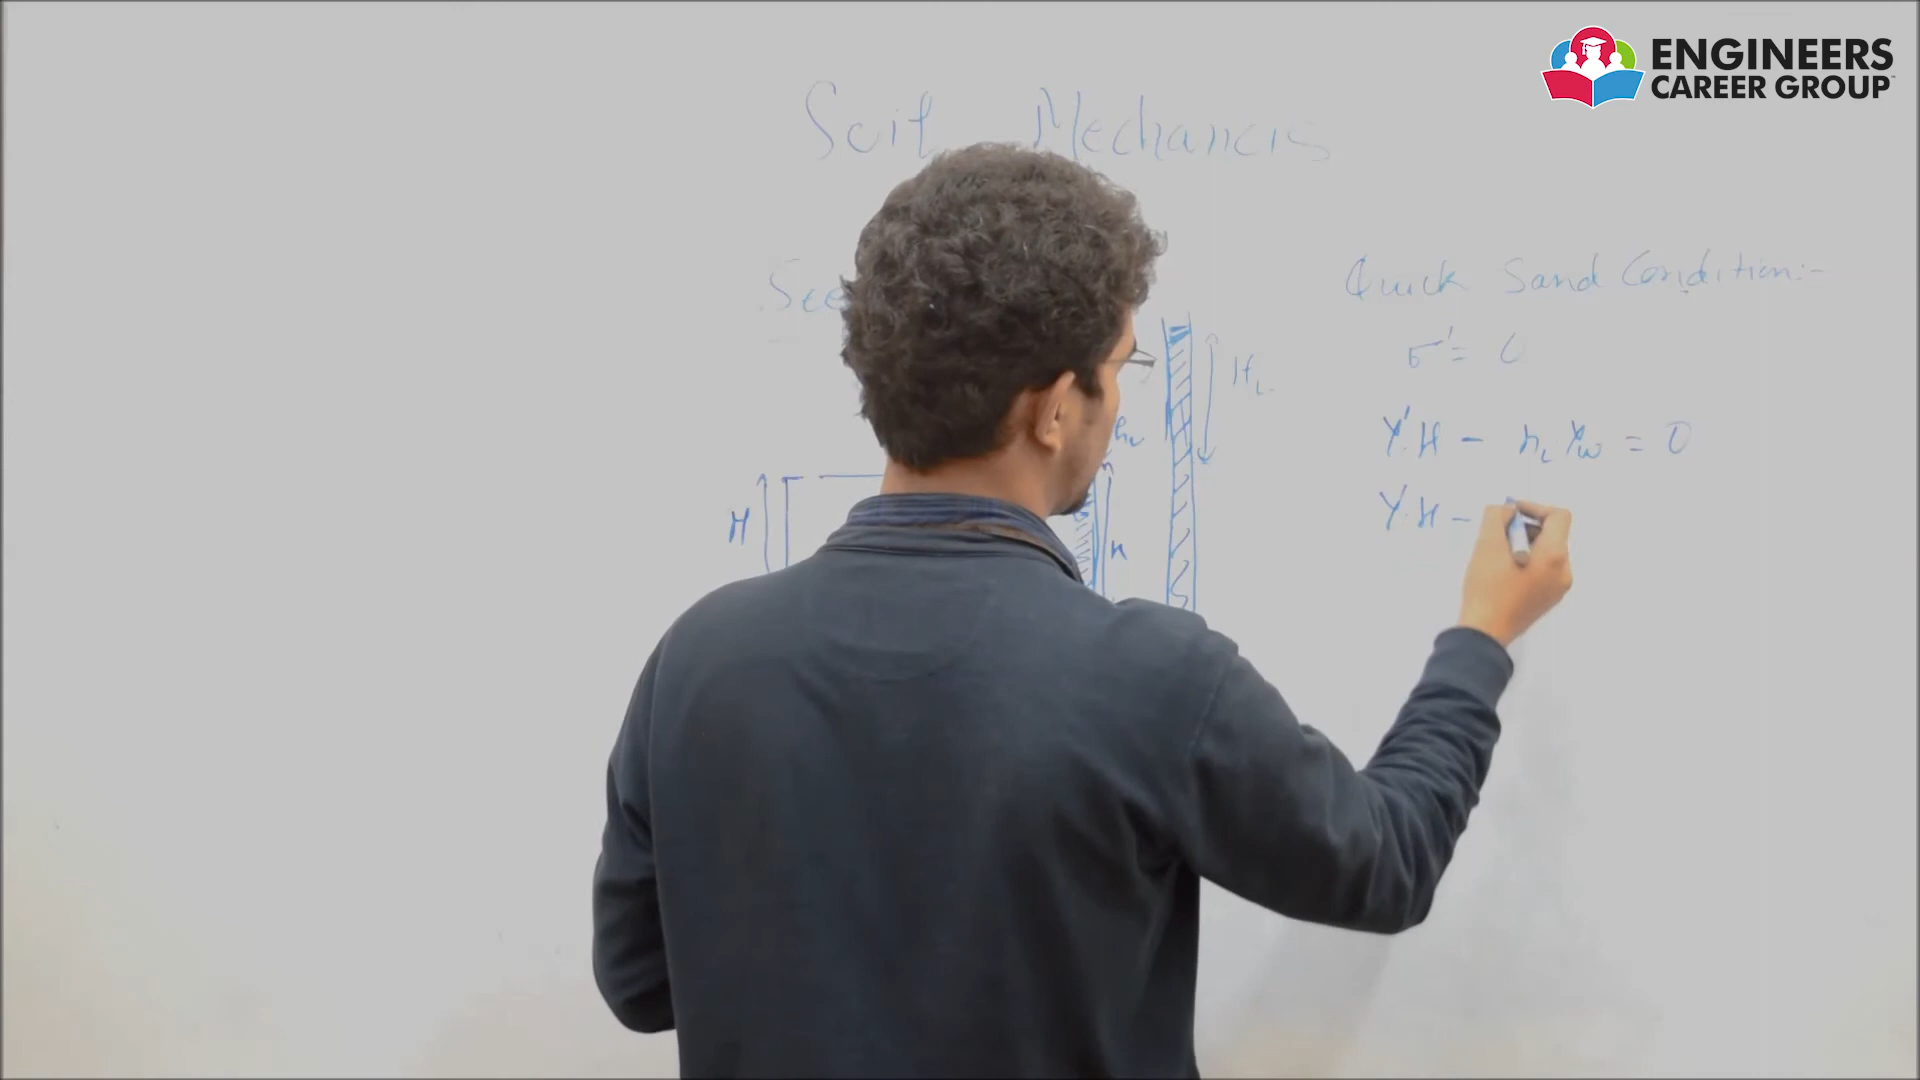 ENGINEERS
CAREER GROUP
Soil Mechanics
Quick Sand Condition:-
σ' = 0
H_L
γ'.H - h_L γ_w = 0
h_L
H
γ'.H -